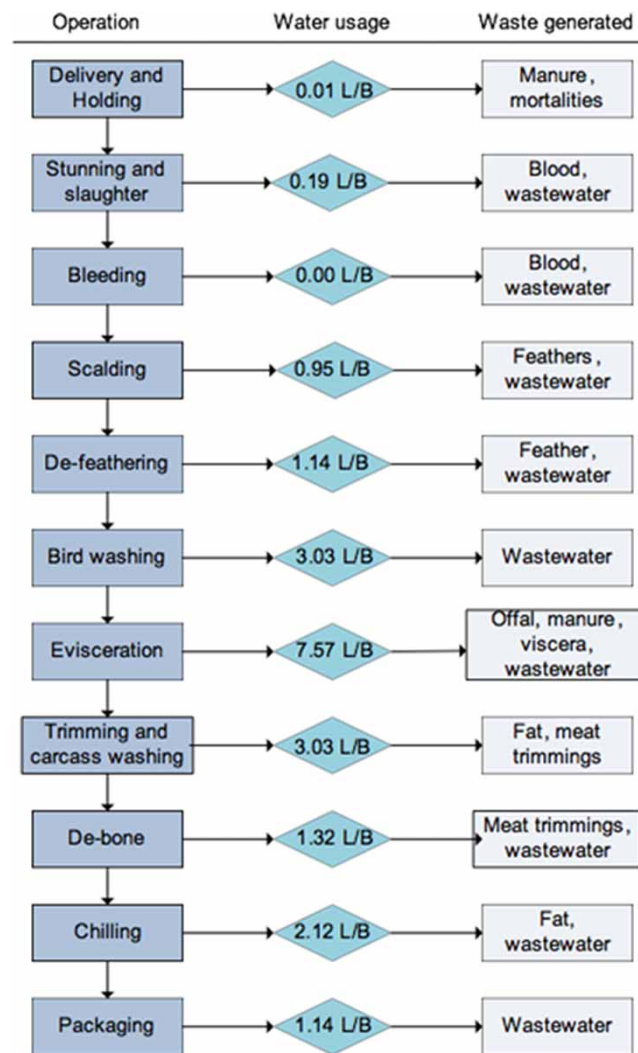 Operation Water usage Waste generated
Delivery and
Holding
0.01 L/B
Manure,
mortalities
Stunning and
slaughter
0.19 L/B
Blood,
wastewater
Bleeding
0.00 L/B
Blood,
wastewater
Scalding
0.95 L/B
Feathers,
wastewater
De-feathering
1.14 L/B
Feather,
wastewater
Bird washing
3.03 L/B
Wastewater
Evisceration
7.57 L/B
Offal, manure,
viscera,
wastewater
Trimming and
carcass washing
3.03 L/B
Fat, meat
trimmings
De-bone
1.32 L/B
Meat trimmings,
wastewater
Chilling
2.12 L/B
Fat,
wastewater
Packaging
1.14 L/B
Wastewater